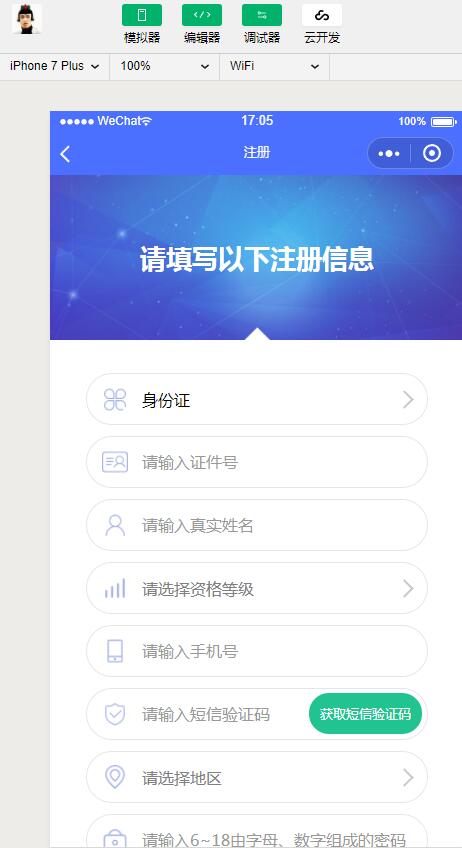 模拟器 编辑器 调试器 云开发
iPhone 7 Plus 100% WiFi
WeChat 17:05 100%
注册
请填写以下注册信息
身份证
请输入证件号
请输入真实姓名
请选择资格等级
请输入手机号
请输入短信验证码 获取短信验证码
请选择地区
请输入6~18由字母、数字组成的密码